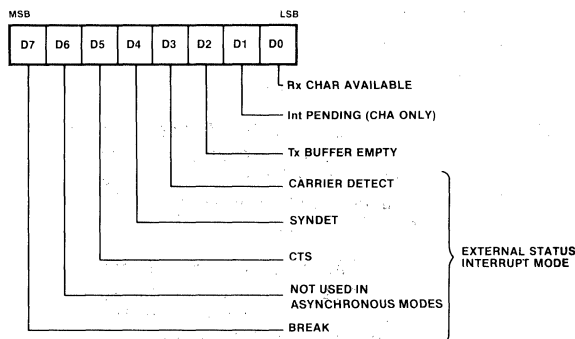 MSB LSB
D7 D6 D5 D4 D3 D2 D1 D0
Rx CHAR AVAILABLE
Int PENDING (CHA ONLY)
Tx BUFFER EMPTY
CARRIER DETECT
SYNDET
CTS
EXTERNAL STATUS
INTERRUPT MODE
NOT USED IN
ASYNCHRONOUS MODES
BREAK